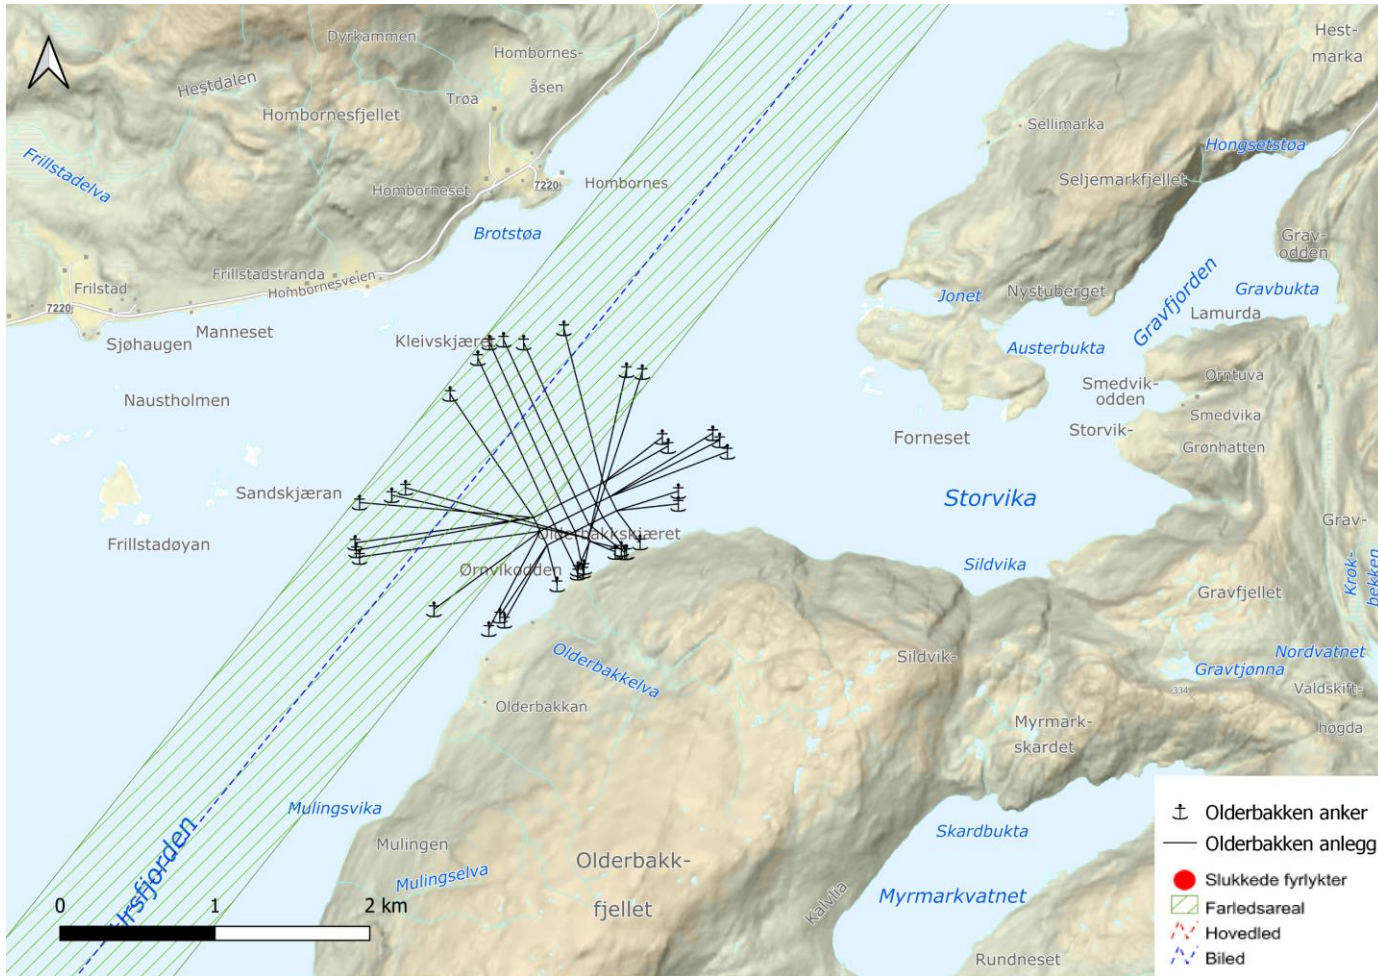 Dyrkammen
Hombornes-
åsen
Hest-
marka
Hestdalen
Trøa
Hombornesfjellet
Sellimarka
Hongsetstøa
Frillstadelva
Homborneset
7220
Hombornes
Seljemarkfjellet
Brotstøa
Grav-
odden
Frillstadstranda
Hombornesveien
Frilstad
7220
Jonet
Nystuberget
Gravfjorden
Gravbukta
Lamurda
Manneset
Sjøhaugen
Kleivskjæret
Austerbukta
Ørntuva
Smedvik-
odden
Naustholmen
Smedvika
Forneset
Storvik-
Grønhatten
Sandskjæran
Storvika
Frillstadøyan
Olderbakkskjæret
Grav-
Ørnvikodden
Sildvika
Krok-
bekken
Gravfjellet
Olderbakkelva
Sildvik-
Nordvatnet
Gravtjønna
334
Valdskift-
høgda
Olderbakkan
Myrmark-
skardet
Mulingsvika
Mulingen
Skardbukta
Olderbakk-
fjellet
Mulingselva
Kalvlia
Myrmarkvatnet
Rundneset
0 1 2 km
Olderbakken anker
Olderbakken anlegg
Slukkede fyrlykter
Farledsareal
Hovedled
Biled